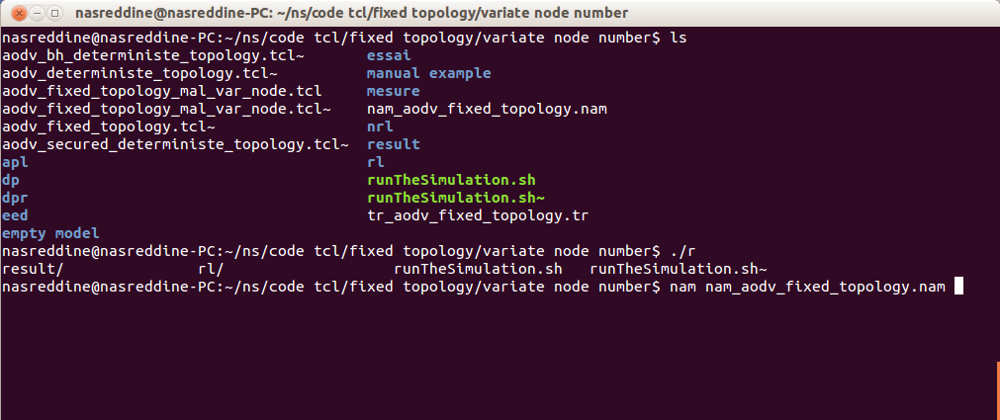 nasreddine@nasreddine-PC: ~/ns/code tcl/fixed topology/variate node number
nasreddine@nasreddine-PC:~/ns/code tcl/fixed topology/variate node number$ ls
aodv_bh_deterministe_topology.tcl~ essai
aodv_deterministe_topology.tcl~ manual example
aodv_fixed_topology_mal_var_node.tcl mesure
aodv_fixed_topology_mal_var_node.tcl~ nam_aodv_fixed_topology.nam
aodv_fixed_topology.tcl~ nrl
aodv_secured_deterministe_topology.tcl~ result
apl rl
dp runTheSimulation.sh
dpr runTheSimulation.sh~
eed tr_aodv_fixed_topology.tr
empty model
nasreddine@nasreddine-PC:~/ns/code tcl/fixed topology/variate node number$ ./r
result/ rl/ runTheSimulation.sh runTheSimulation.sh~
nasreddine@nasreddine-PC:~/ns/code tcl/fixed topology/variate node number$ nam nam_aodv_fixed_topology.nam